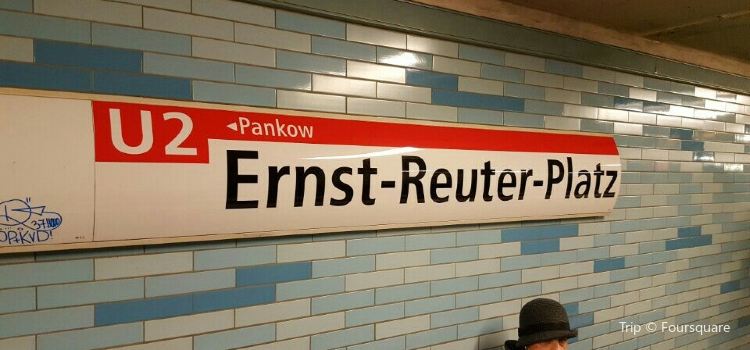 U2
◂Pankow
Ernst-Reuter-Platz
Trip © Foursquare